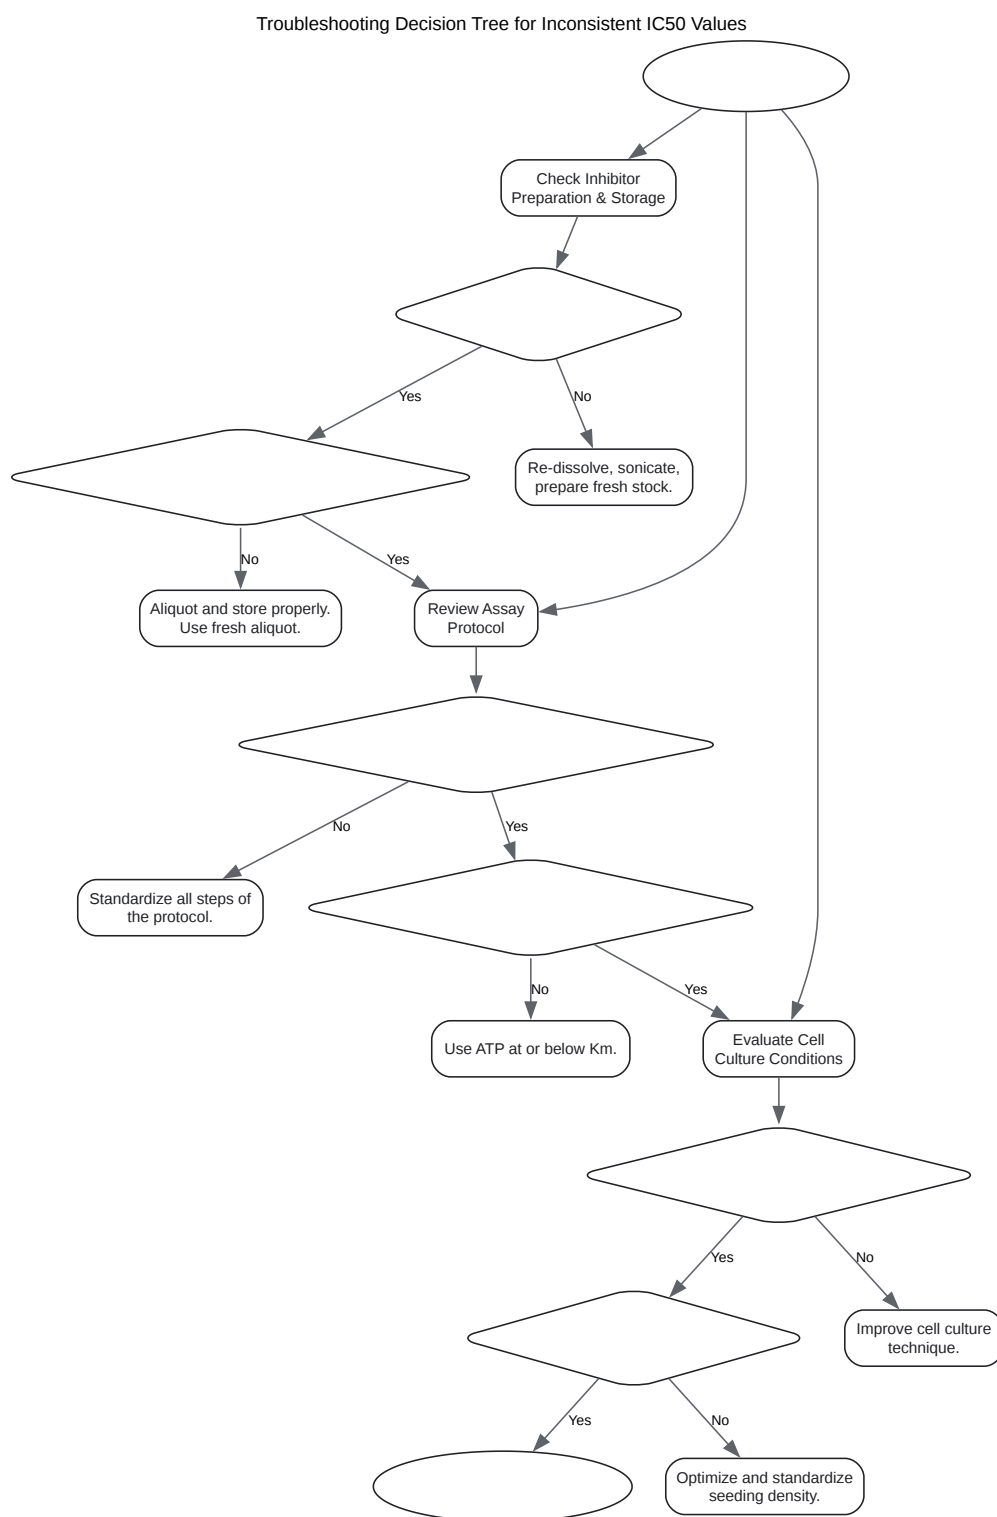 Troubleshooting Decision Tree for Inconsistent IC50 Values
Check Inhibitor
Preparation & Storage
Yes
No
Re-dissolve, sonicate,
prepare fresh stock.
No
Yes
Aliquot and store properly.
Use fresh aliquot.
Review Assay
Protocol
No
Yes
Standardize all steps of
the protocol.
No
Yes
Use ATP at or below Km.
Evaluate Cell
Culture Conditions
Yes
No
Improve cell culture
technique.
Yes
No
Optimize and standardize
seeding density.